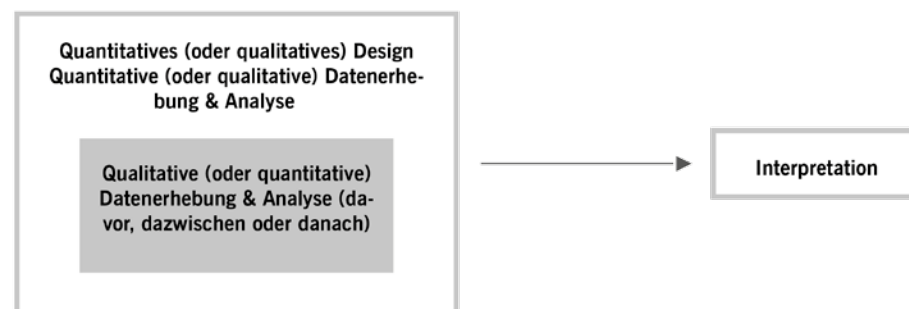 Quantitatives (oder qualitatives) Design
Quantitative (oder qualitative) Datenerhe-
bung & Analyse
Qualitative (oder quantitative)
Datenerhebung & Analyse (da-
vor, dazwischen oder danach)
Interpretation